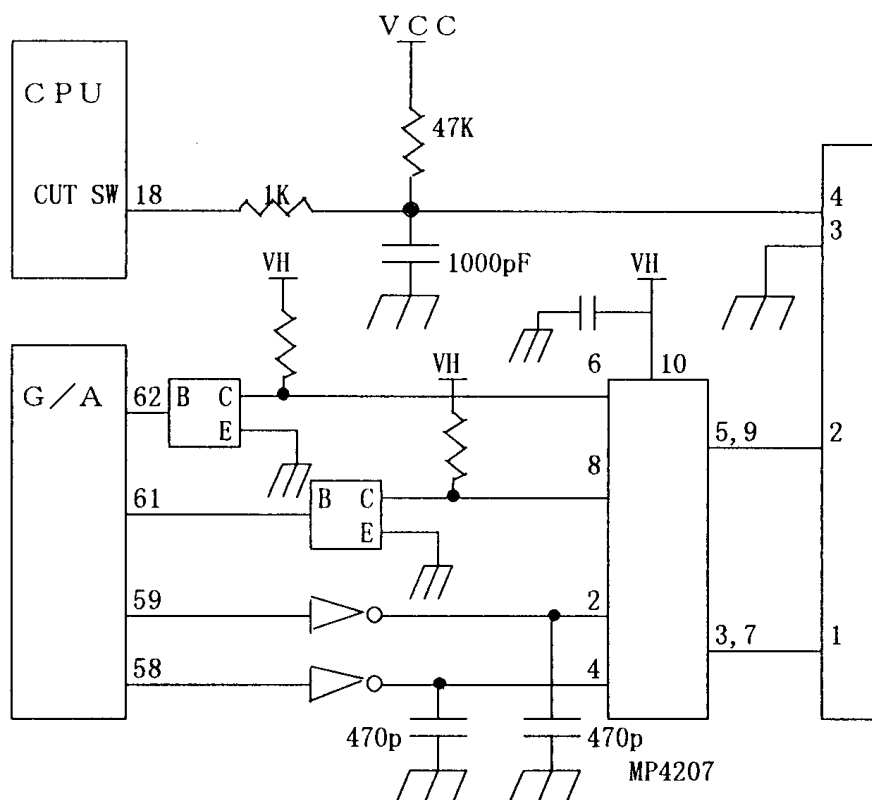 VCC
CPU
47K
CUT SW 18
1K
4
3
1000pF
VH
VH
6 10
G/A
62
B C
E
VH
5,9
2
8
61
B C
E
59
2
3,7
1
58
4
470p
470p
MP4207